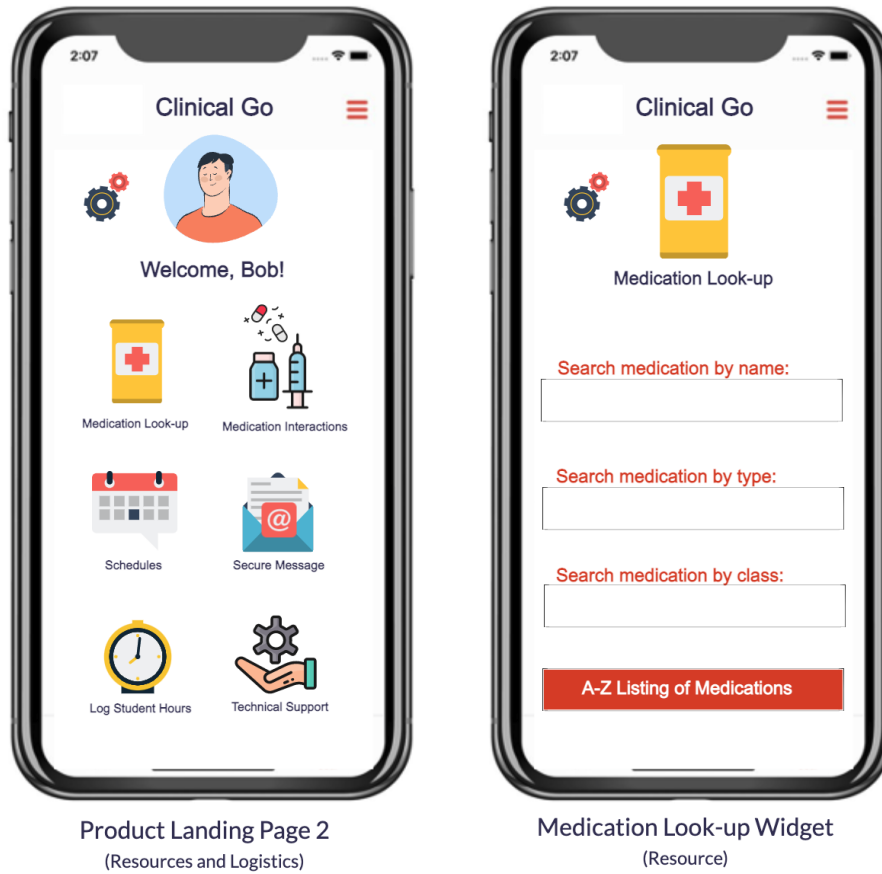 2:07
Clinical Go
Welcome, Bob!
Medication Look-up
Medication Interactions
Schedules
@
Secure Message
Log Student Hours
Technical Support
Product Landing Page 2
(Resources and Logistics)
2:07
Clinical Go
Medication Look-up
Search medication by name:
Search medication by type:
Search medication by class:
A-Z Listing of Medications
Medication Look-up Widget
(Resource)